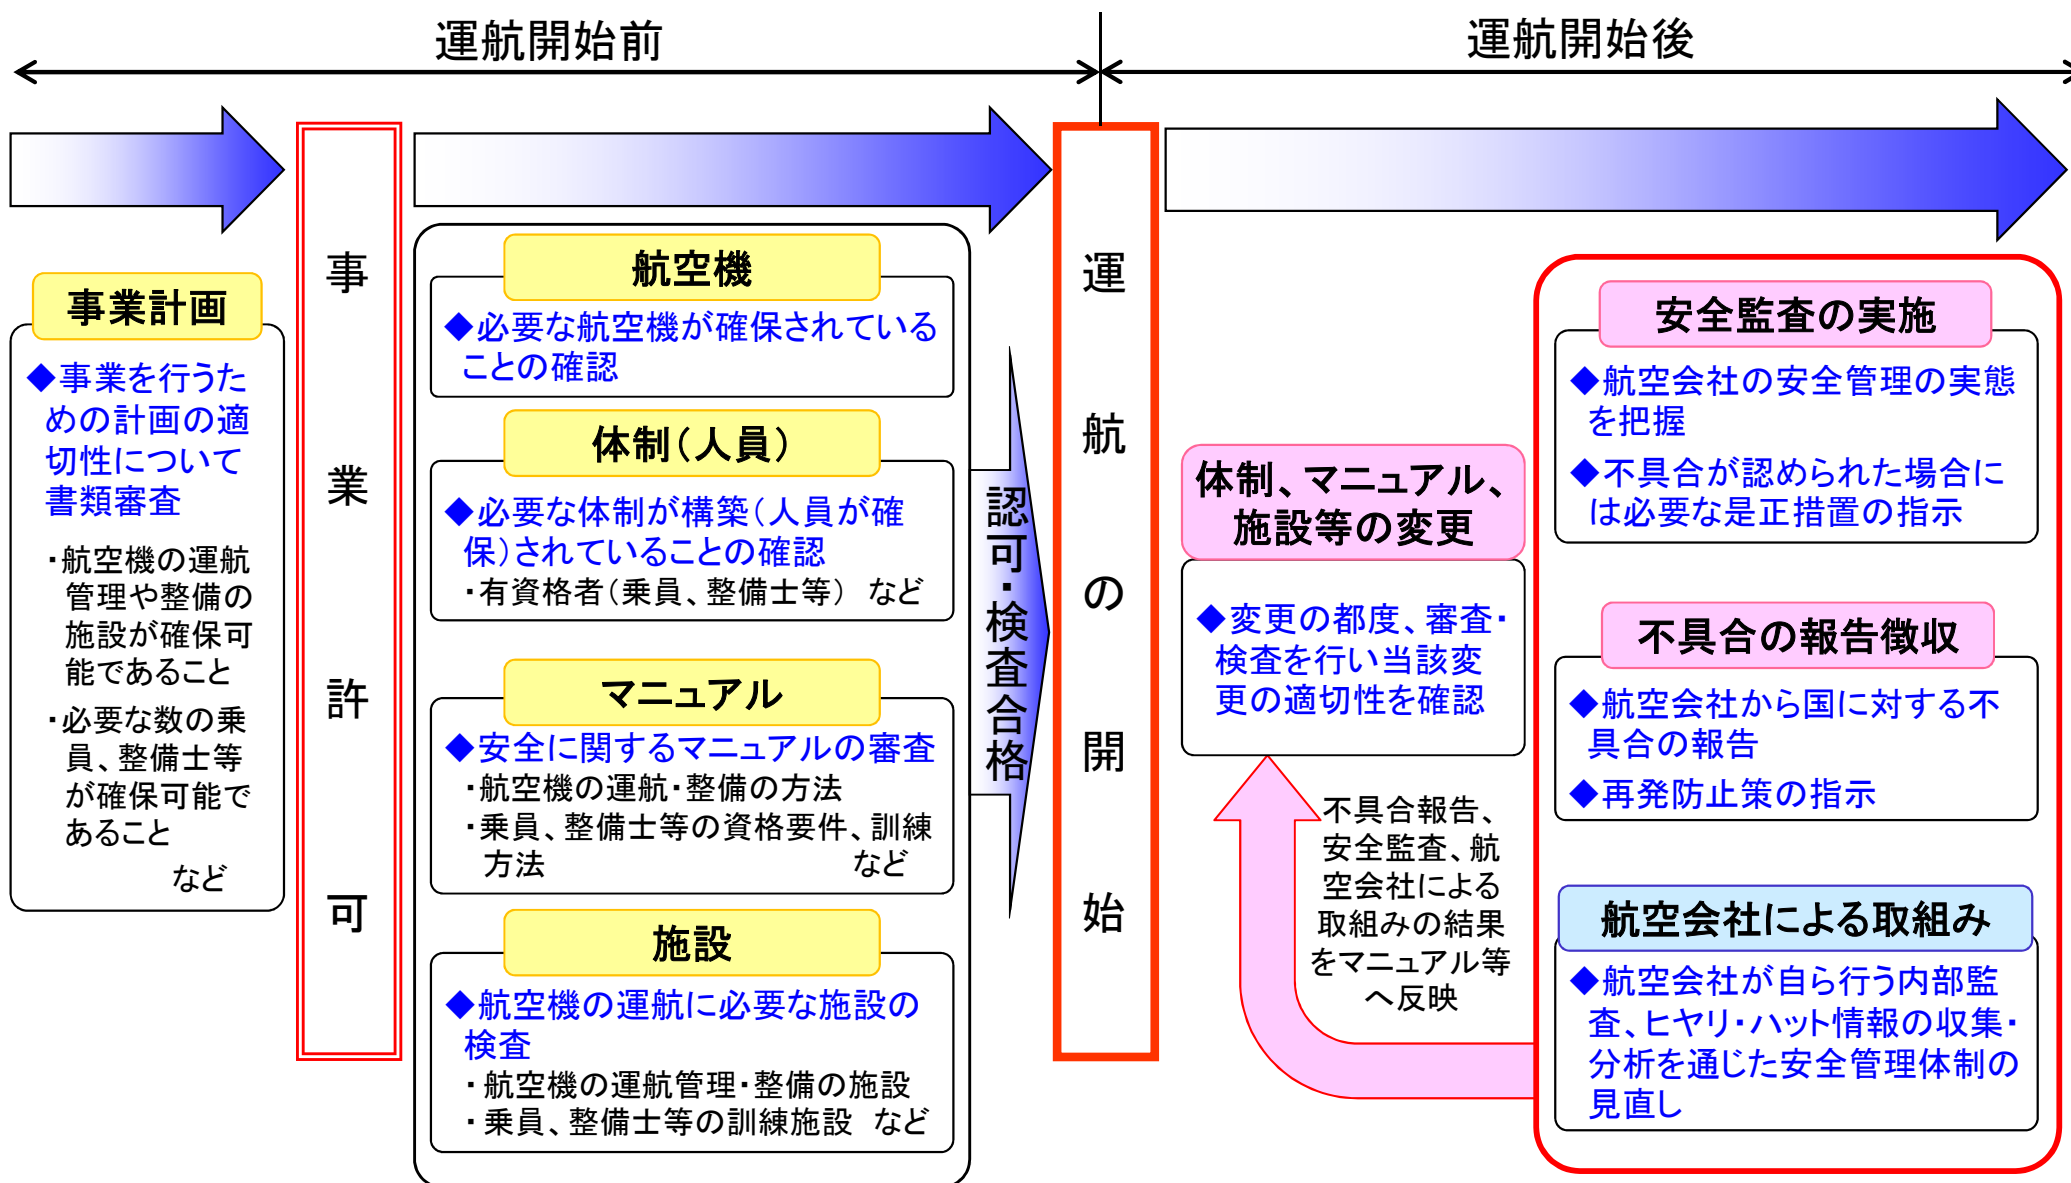 運航開始前
運航開始後
事業計画
◆事業を行うた
めの計画の適
切性について
書類審査
・航空機の運航
管理や整備の
施設が確保可
能であること
・必要な数の乗
員、整備士等
が確保可能で
あること
など
事業許可
航空機
◆必要な航空機が確保されている
ことの確認
体制(人員)
◆必要な体制が構築(人員が確
保)されていることの確認
・有資格者(乗員、整備士等) など
マニュアル
◆安全に関するマニュアルの審査
・航空機の運航・整備の方法
・乗員、整備士等の資格要件、訓練
方法 など
施設
◆航空機の運航に必要な施設の
検査
・航空機の運航管理・整備の施設
・乗員、整備士等の訓練施設 など
認可・検査合格
運航の開始
体制、マニュアル、
施設等の変更
◆変更の都度、審査・
検査を行い当該変
更の適切性を確認
不具合報告、
安全監査、航
空会社による
取組みの結果
をマニュアル等
へ反映
安全監査の実施
◆航空会社の安全管理の実態
を把握
◆不具合が認められた場合に
は必要な是正措置の指示
不具合の報告徴収
◆航空会社から国に対する不
具合の報告
◆再発防止策の指示
航空会社による取組み
◆航空会社が自ら行う内部監
査、ヒヤリ・ハット情報の収集・
分析を通じた安全管理体制の
見直し